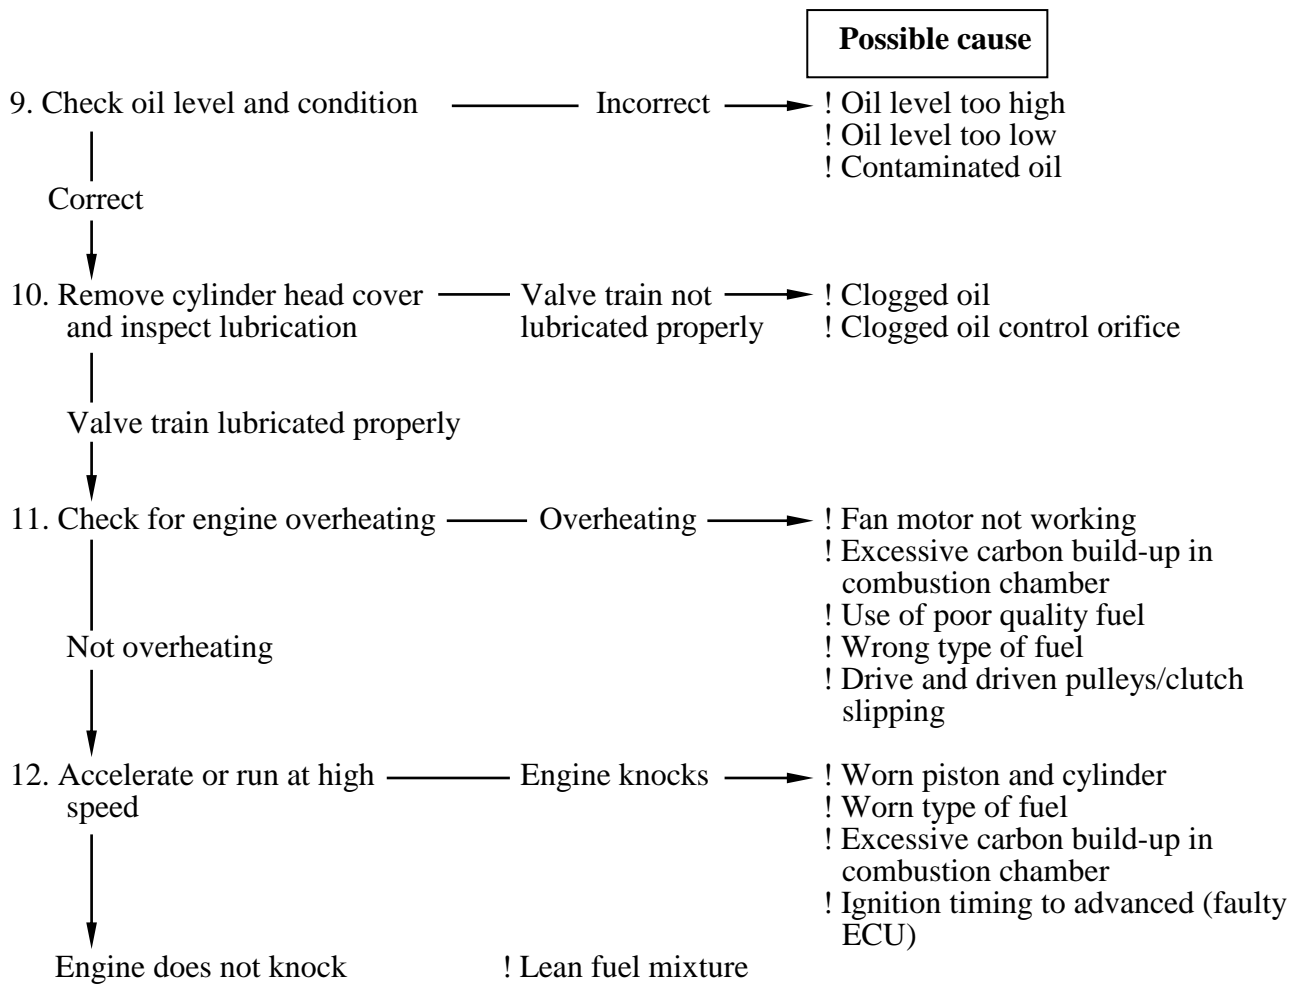 Possible cause
9. Check oil level and condition
Incorrect
! Oil level too high
! Oil level too low
! Contaminated oil
Correct
10. Remove cylinder head cover
and inspect lubrication
Valve train not
lubricated properly
! Clogged oil
! Clogged oil control orifice
Valve train lubricated properly
11. Check for engine overheating
Overheating
! Fan motor not working
! Excessive carbon build-up in
combustion chamber
! Use of poor quality fuel
! Wrong type of fuel
! Drive and driven pulleys/clutch
slipping
Not overheating
12. Accelerate or run at high
speed
Engine knocks
! Worn piston and cylinder
! Worn type of fuel
! Excessive carbon build-up in
combustion chamber
! Ignition timing to advanced (faulty
ECU)
Engine does not knock
! Lean fuel mixture